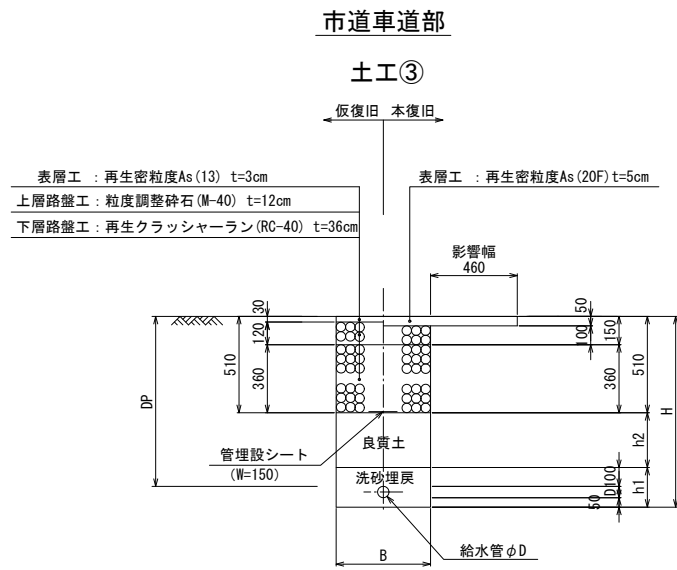 市道車道部
土工③
仮復旧 本復旧
表層工 ：再生密粒度As(13) t=3cm
表層工 ：再生密粒度As(20F)t=5cm
上層路盤工：粒度調整砕石(M-40) t=12cm
下層路盤工：再生クラッシャーラン(RC-40) t=36cm
影響幅
460
30
120
360
510
DP
50
100
150
360
510
H
h2
h1
100
D
50
良質土
管埋設シート
(W=150)
洗砂埋戻
給水管φD
B